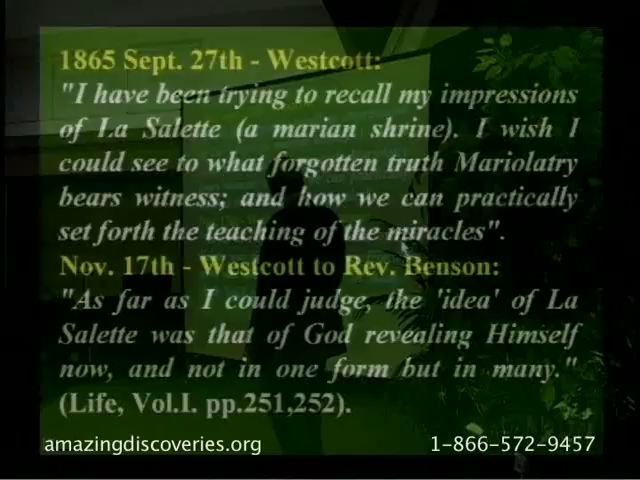 1865 Sept. 27th - Westcott:
"I have been trying to recall my impressions
of La Salette (a marian shrine). I wish I
could see to what forgotten truth Mariolatry
bears witness; and how we can practically
set forth the teaching of the miracles".
Nov. 17th - Westcott to Rev. Benson:
"As far as I could judge, the 'idea' of La
Salette was that of God revealing Himself
now, and not in one form but in many."
(Life, Vol.I. pp.251,252).
amazingdiscoveries.org 1-866-572-9457